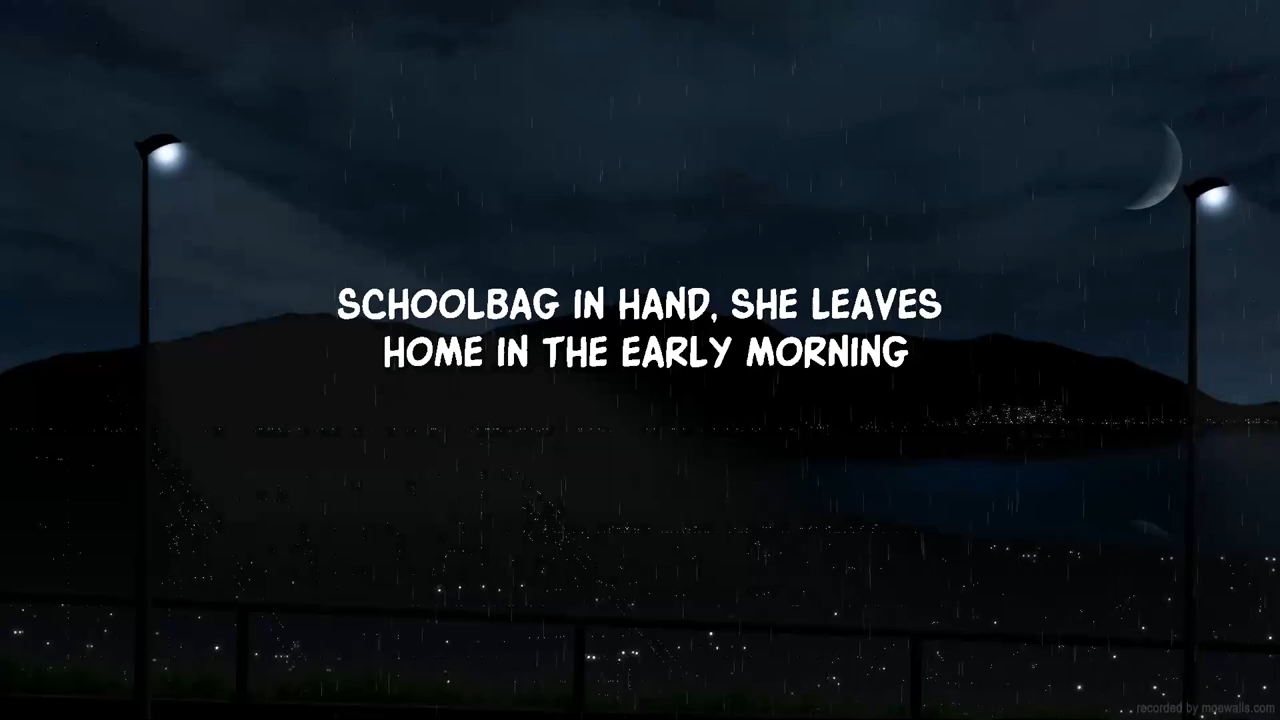 SCHOOLBAG IN HAND, SHE LEAVES
HOME IN THE EARLY MORNING
recorded by moewalls.com